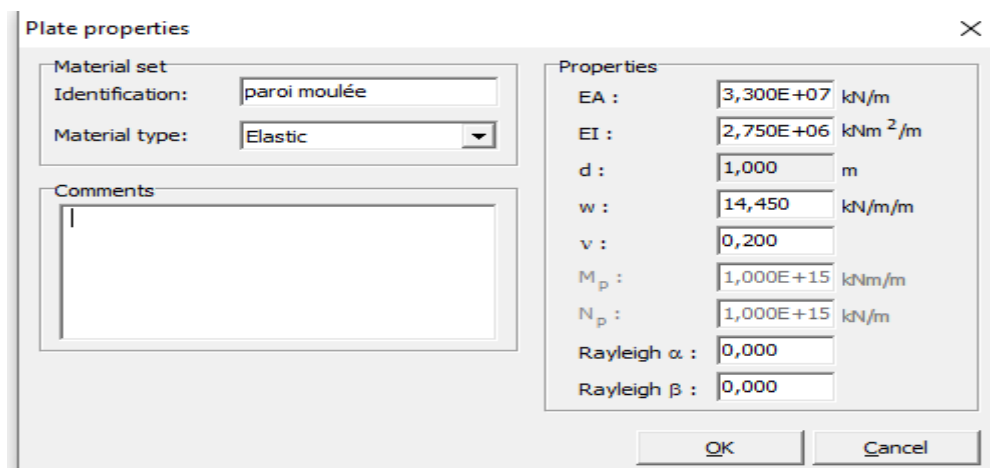 Plate properties
Material set
Identification: paroi moulée
Material type: Elastic
Comments
Properties
EA : 3,300E+07 kN/m
EI : 2,750E+06 kNm 2/m
d : 1,000 m
w : 14,450 kN/m/m
ν : 0,200
Mp : 1,000E+15 kNm/m
Np : 1,000E+15 kN/m
Rayleigh α : 0,000
Rayleigh β : 0,000
OK Cancel